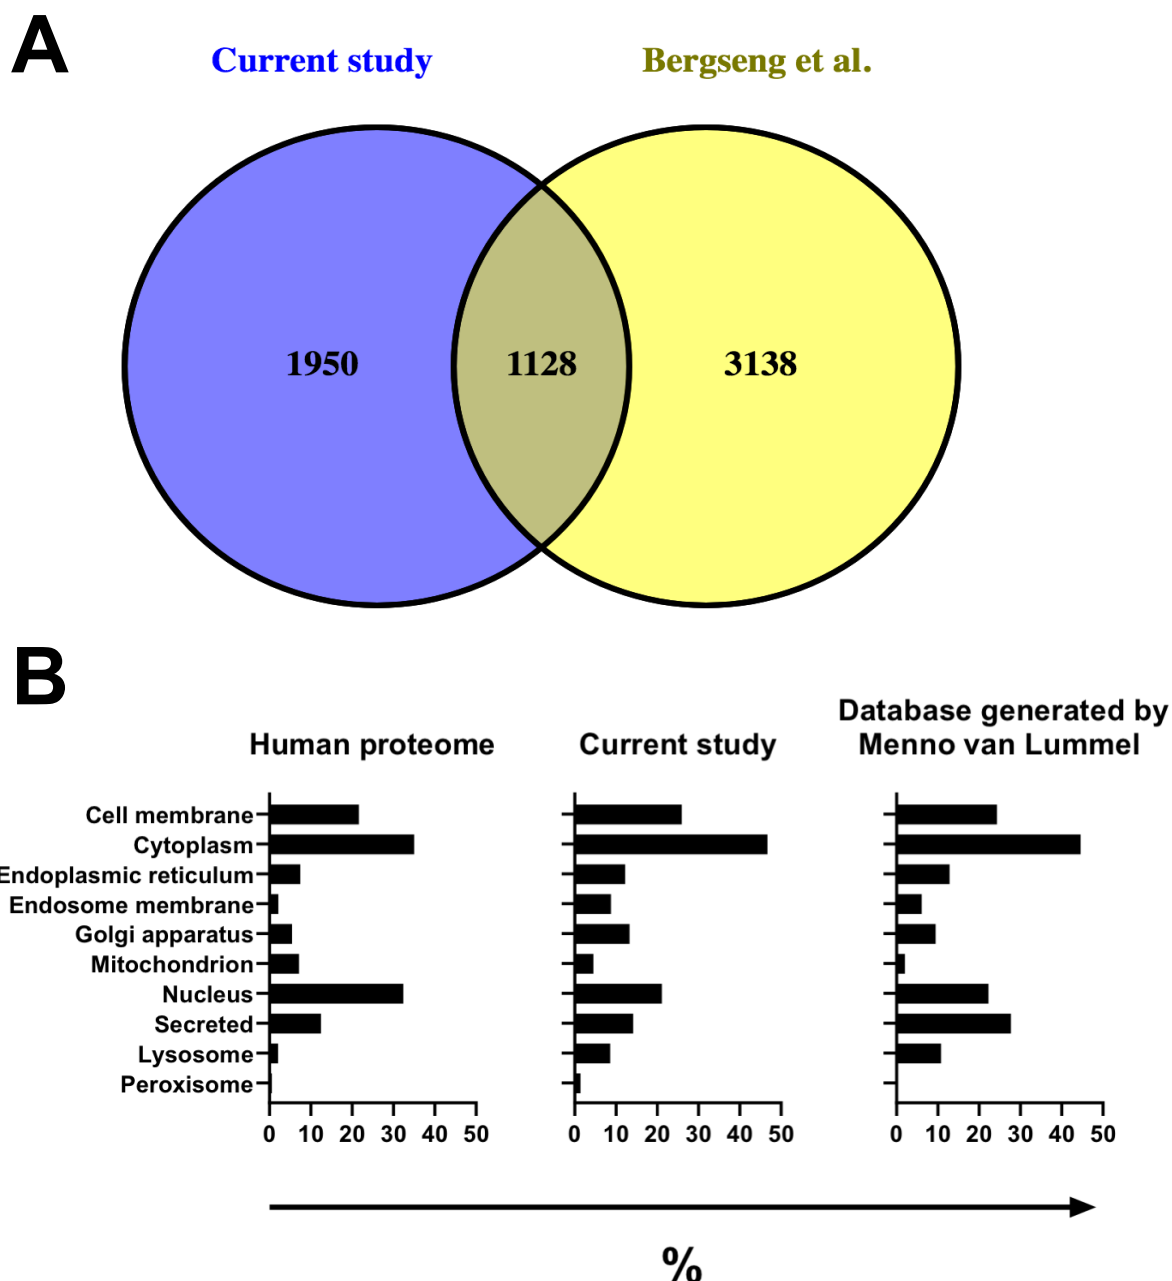 A
Current study
Bergseng et al.
1950
1128
3138
B
Human proteome
Current study
Database generated by
Menno van Lummel
Cell membrane
Cytoplasm
Endoplasmic reticulum
Endosome membrane
Golgi apparatus
Mitochondrion
Nucleus
Secreted
Lysosome
Peroxisome
0 10 20 30 40 50
0 10 20 30 40 50
0 10 20 30 40 50
%